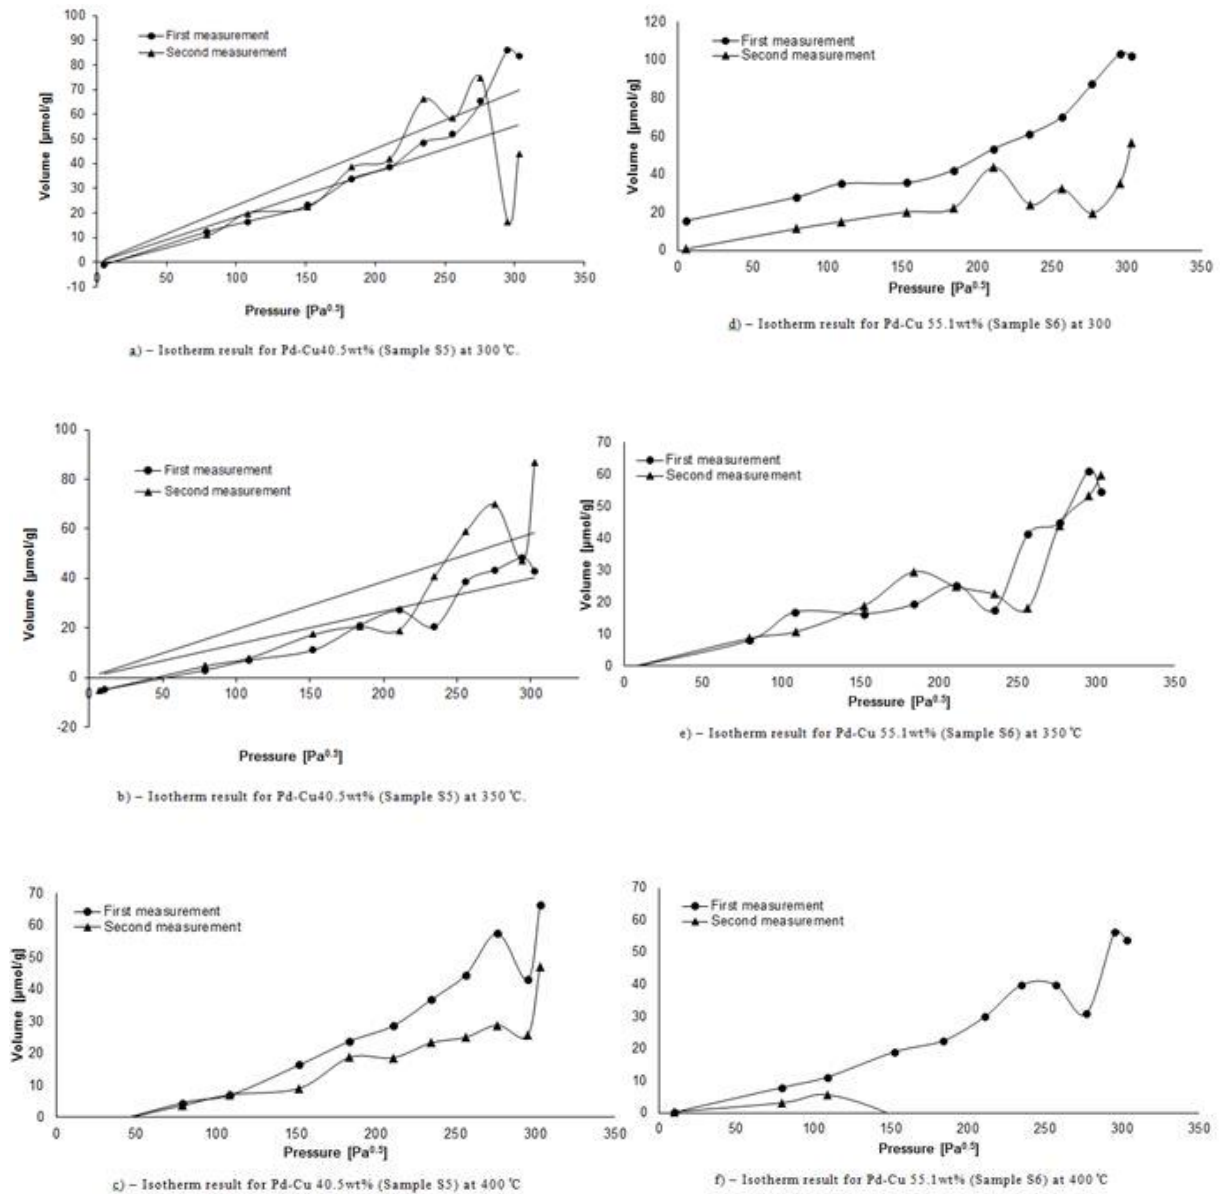 100
90
80
70
60
50
40
30
20
10
0
-10
Volume [µmol/g]
First measurement
Second measurement
0 50 100 150 200 250 300 350
Pressure [Pa0.5]
a) – Isotherm result for Pd-Cu40.5wt% (Sample S5) at 300 °C.
120
100
80
60
40
20
0
Volume [µmol/g]
First measurement
Second measurement
0 50 100 150 200 250 300 350
Pressure [Pa0.5]
d) – Isotherm result for Pd-Cu 55.1wt% (Sample S6) at 300
100
80
60
40
20
0
-20
Volume [µmol/g]
First measurement
Second measurement
0 50 100 150 200 250 300
Pressure [Pa0.5]
b) – Isotherm result for Pd-Cu40.5wt% (Sample S5) at 350 °C.
70
60
50
40
30
20
10
0
Volume [µmol/g]
First measurement
Second measurement
0 50 100 150 200 250 300 350
Pressure [Pa0.5]
e) – Isotherm result for Pd-Cu 55.1wt% (Sample S6) at 350 °C
70
60
50
40
30
20
10
0
Volume [µmol/g]
First measurement
Second measurement
0 50 100 150 200 250 300 350
Pressure [Pa0.5]
c) – Isotherm result for Pd-Cu 40.5wt% (Sample S5) at 400 °C
70
60
50
40
30
20
10
0
First measurement
Second measurement
0 50 100 150 200 250 300 350
f) – Isotherm result for Pd-Cu 55.1wt% (Sample S6) at 400 °C